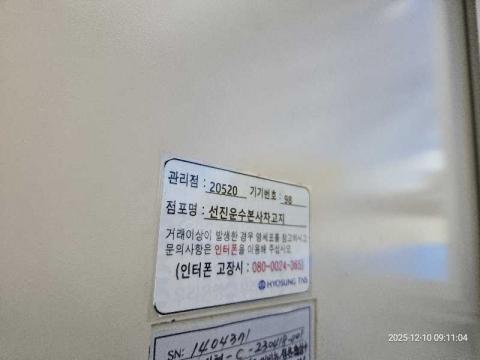 관리점 : 20520 기기번호 : 98
점포명 : 선진운수본사차고지
거래이상이 발생한 경우 명세표를 참고하시고
문의사항은 인터폰을 이용해 주십시오.
(인터폰 고장시 : 080-0024-365)
HYOSUNG TNS
SN: 1404371
C-230418-001
2025-12-10 09:11:04